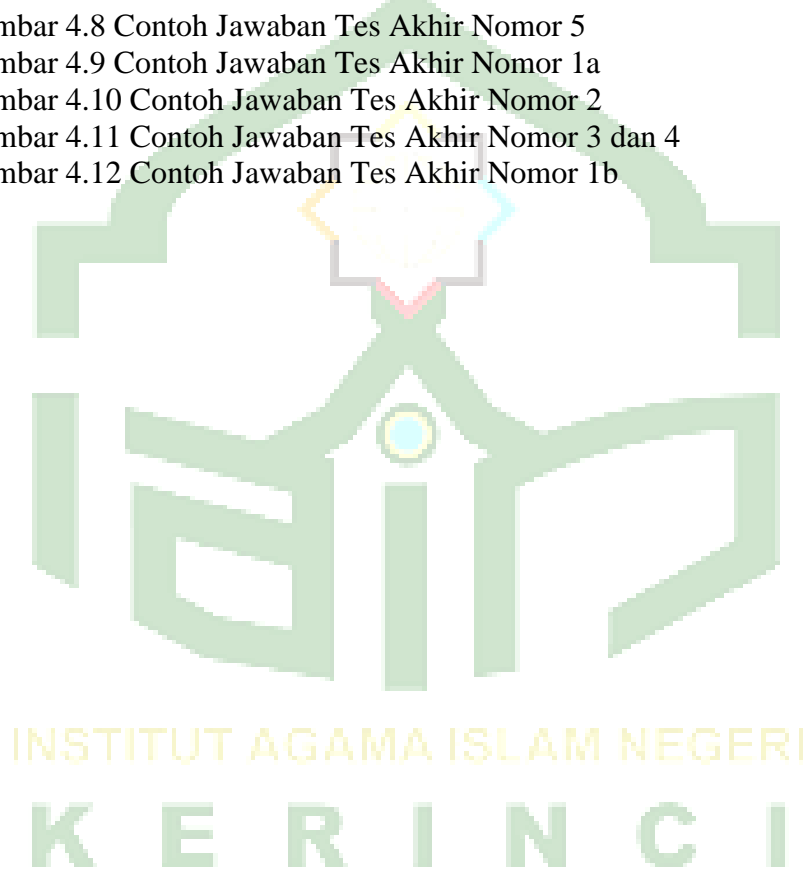 mbar 4.8 Contoh Jawaban Tes Akhir Nomor 5
mbar 4.9 Contoh Jawaban Tes Akhir Nomor 1a
mbar 4.10 Contoh Jawaban Tes Akhir Nomor 2
mbar 4.11 Contoh Jawaban Tes Akhir Nomor 3 dan 4
mbar 4.12 Contoh Jawaban Tes Akhir Nomor 1b
iain
INSTITUT AGAMA ISLAM NEGERI
KERINCI